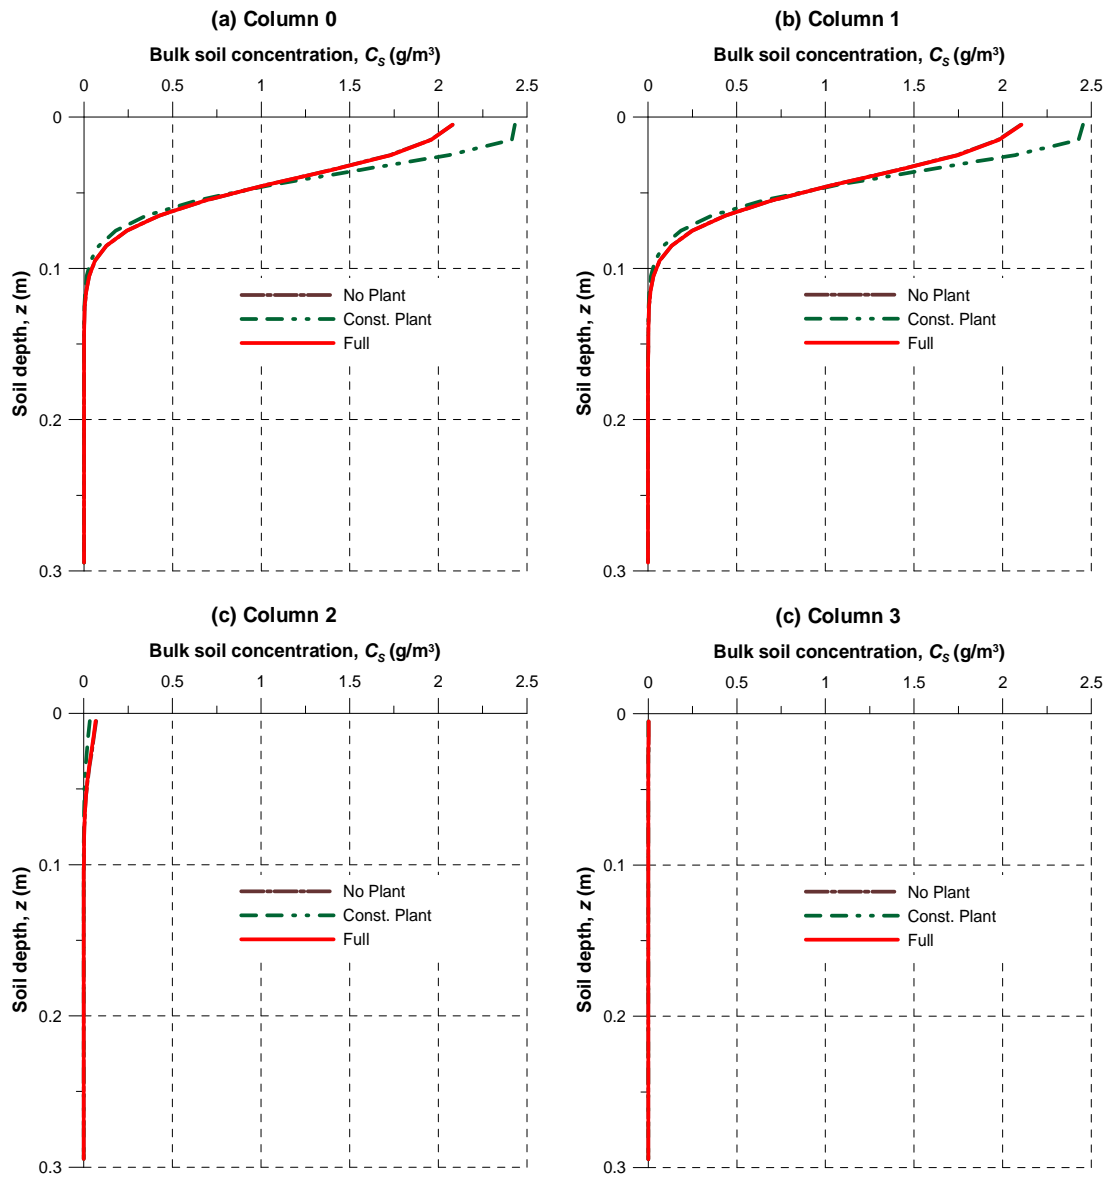 (a) Column 0
Bulk soil concentration, C_S (g/m³)
0 0.5 1 1.5 2 2.5
0
0.1
0.2
0.3
Soil depth, z (m)
No Plant
Const. Plant
Full
(b) Column 1
Bulk soil concentration, C_S (g/m³)
0 0.5 1 1.5 2 2.5
0
0.1
0.2
0.3
Soil depth, z (m)
No Plant
Const. Plant
Full
(c) Column 2
Bulk soil concentration, C_S (g/m³)
0 0.5 1 1.5 2 2.5
0
0.1
0.2
0.3
Soil depth, z (m)
No Plant
Const. Plant
Full
(c) Column 3
Bulk soil concentration, C_S (g/m³)
0 0.5 1 1.5 2 2.5
0
0.1
0.2
0.3
Soil depth, z (m)
No Plant
Const. Plant
Full